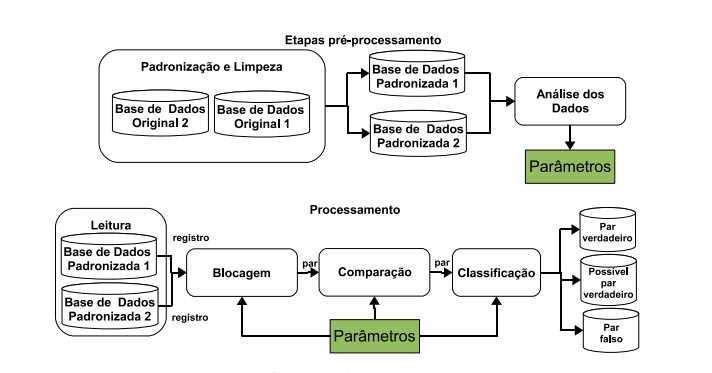 Etapas pré-processamento
Padronização e Limpeza
Base de Dados
Original 2
Base de Dados
Original 1
Base de Dados
Padronizada 1
Base de Dados
Padronizada 2
Análise dos
Dados
Parâmetros
Processamento
Leitura
Base de Dados
Padronizada 1
Base de Dados
Padronizada 2
registro
registro
Blocagem
par
Comparação
par
Classificação
Parâmetros
Par
verdadeiro
Possível
par
verdadeiro
Par
falso